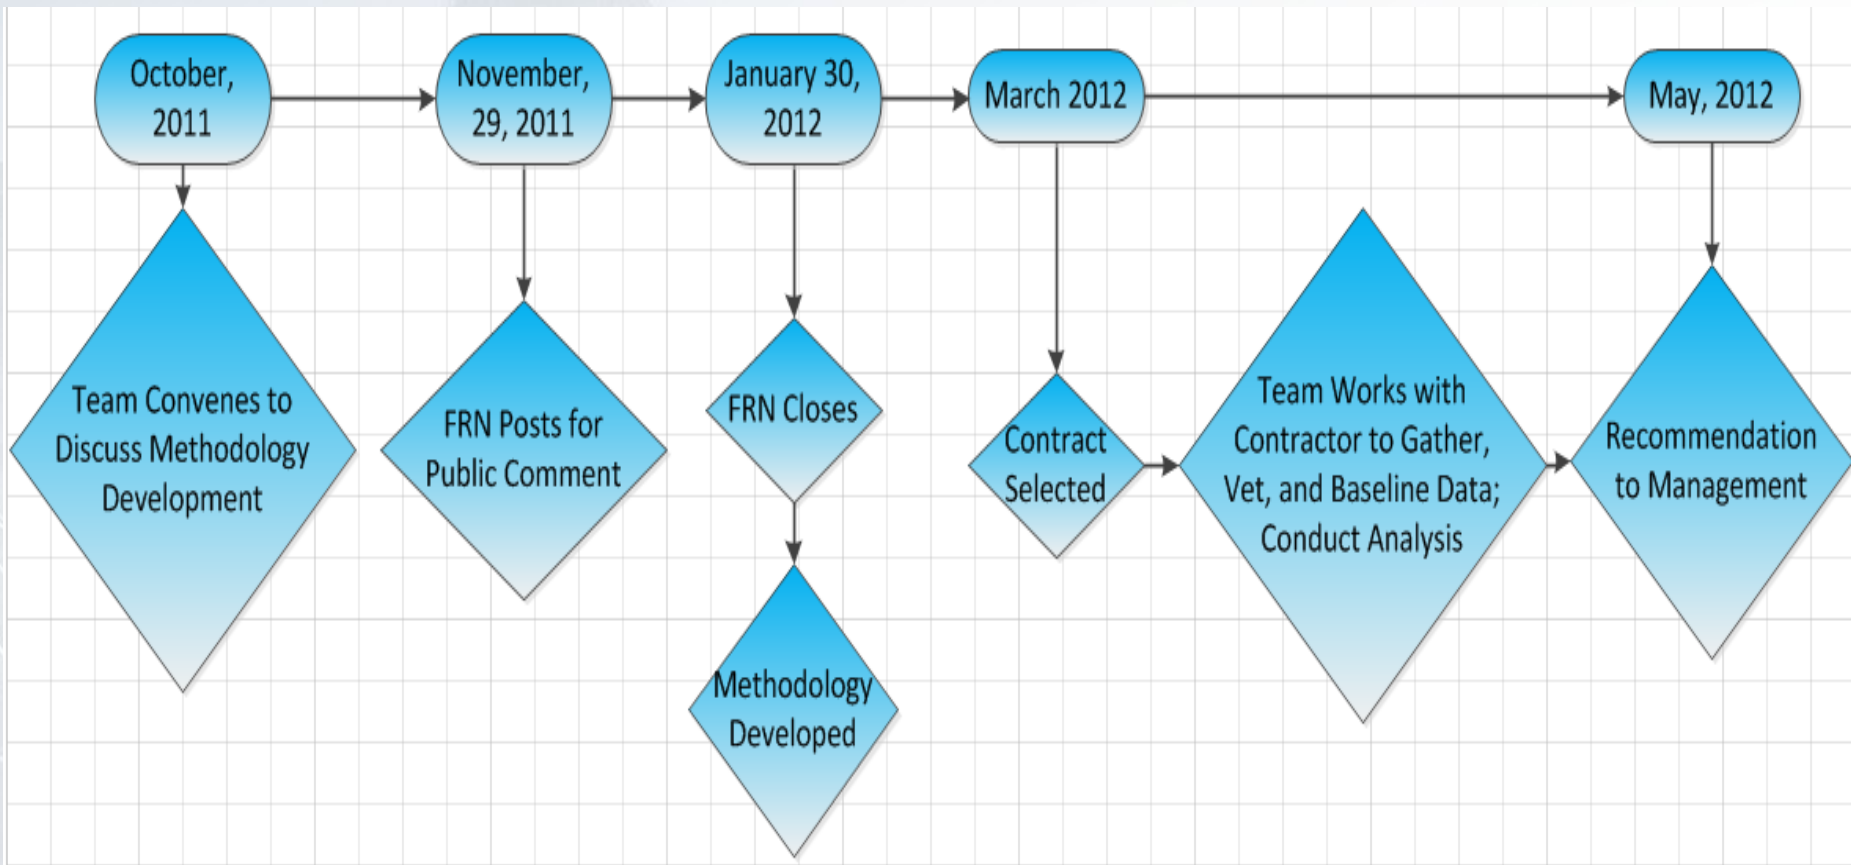 October,
2011
November,
29, 2011
January 30,
2012
March 2012
May, 2012
Team Convenes to
Discuss Methodology
Development
FRN Posts for
Public Comment
FRN Closes
Methodology
Developed
Contract
Selected
Team Works with
Contractor to Gather,
Vet, and Baseline Data;
Conduct Analysis
Recommendation
to Management